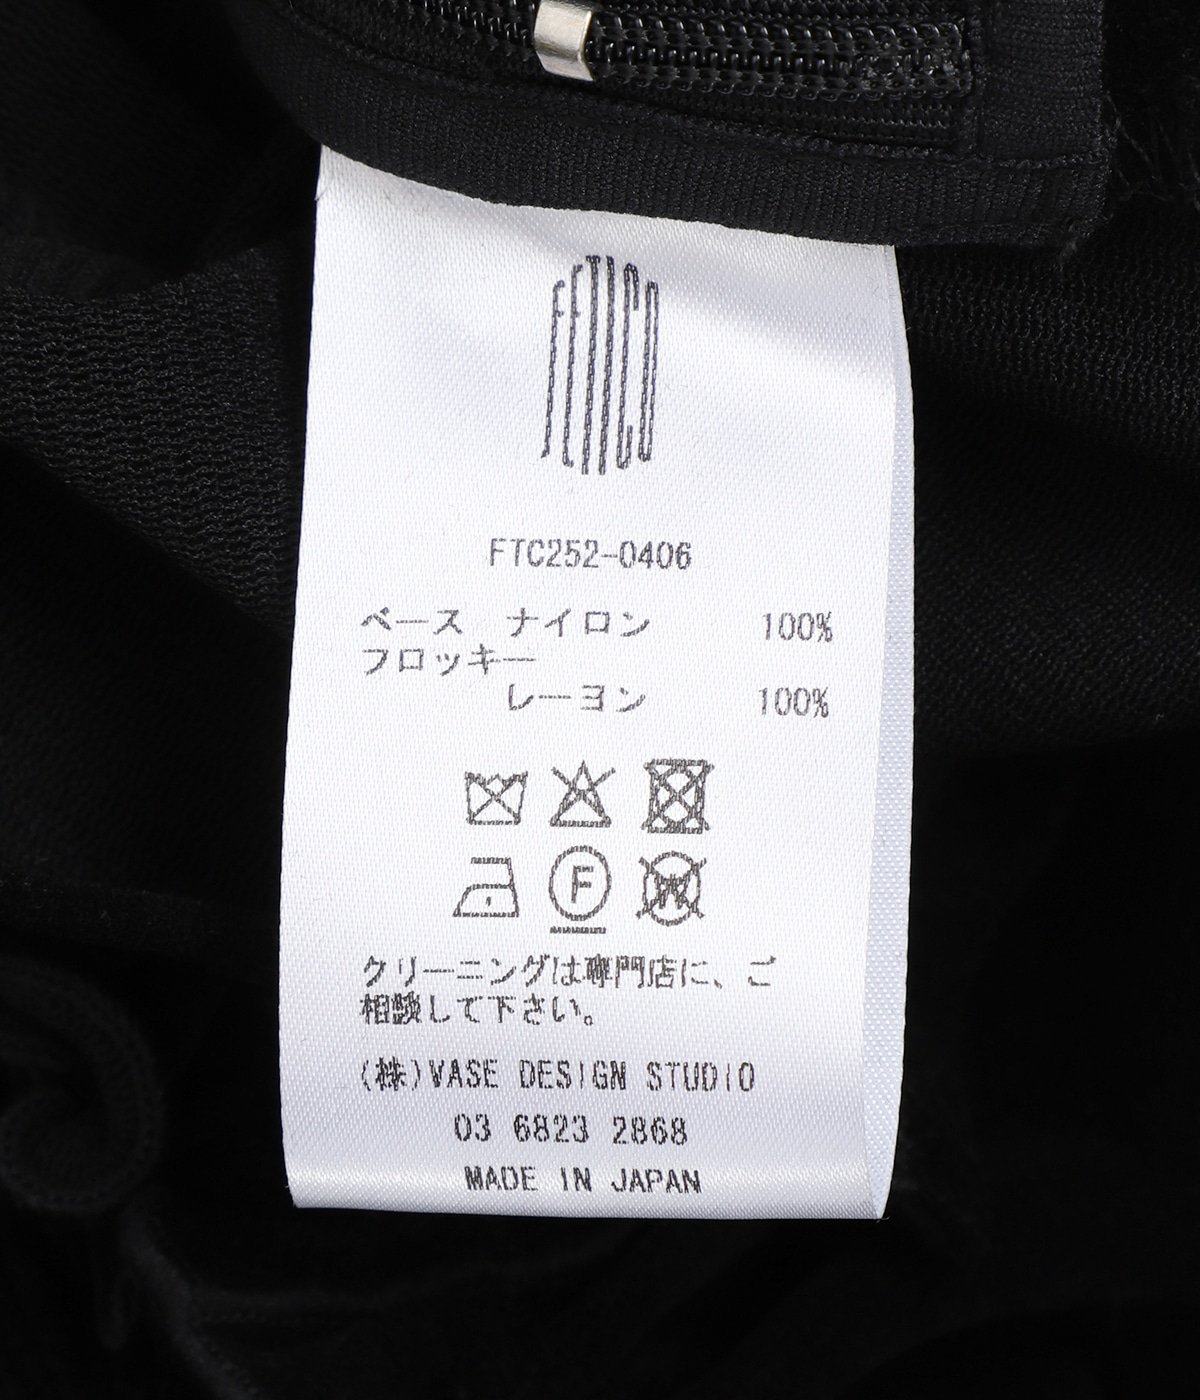 FETICO
FTC252-0406
ベース ナイロン 100%
フロッキー
レーヨン 100%
F
W
クリーニングは専門店に、ご
相談して下さい。
(株)VASE DESIGN STUDIO
03 6823 2868
MADE IN JAPAN